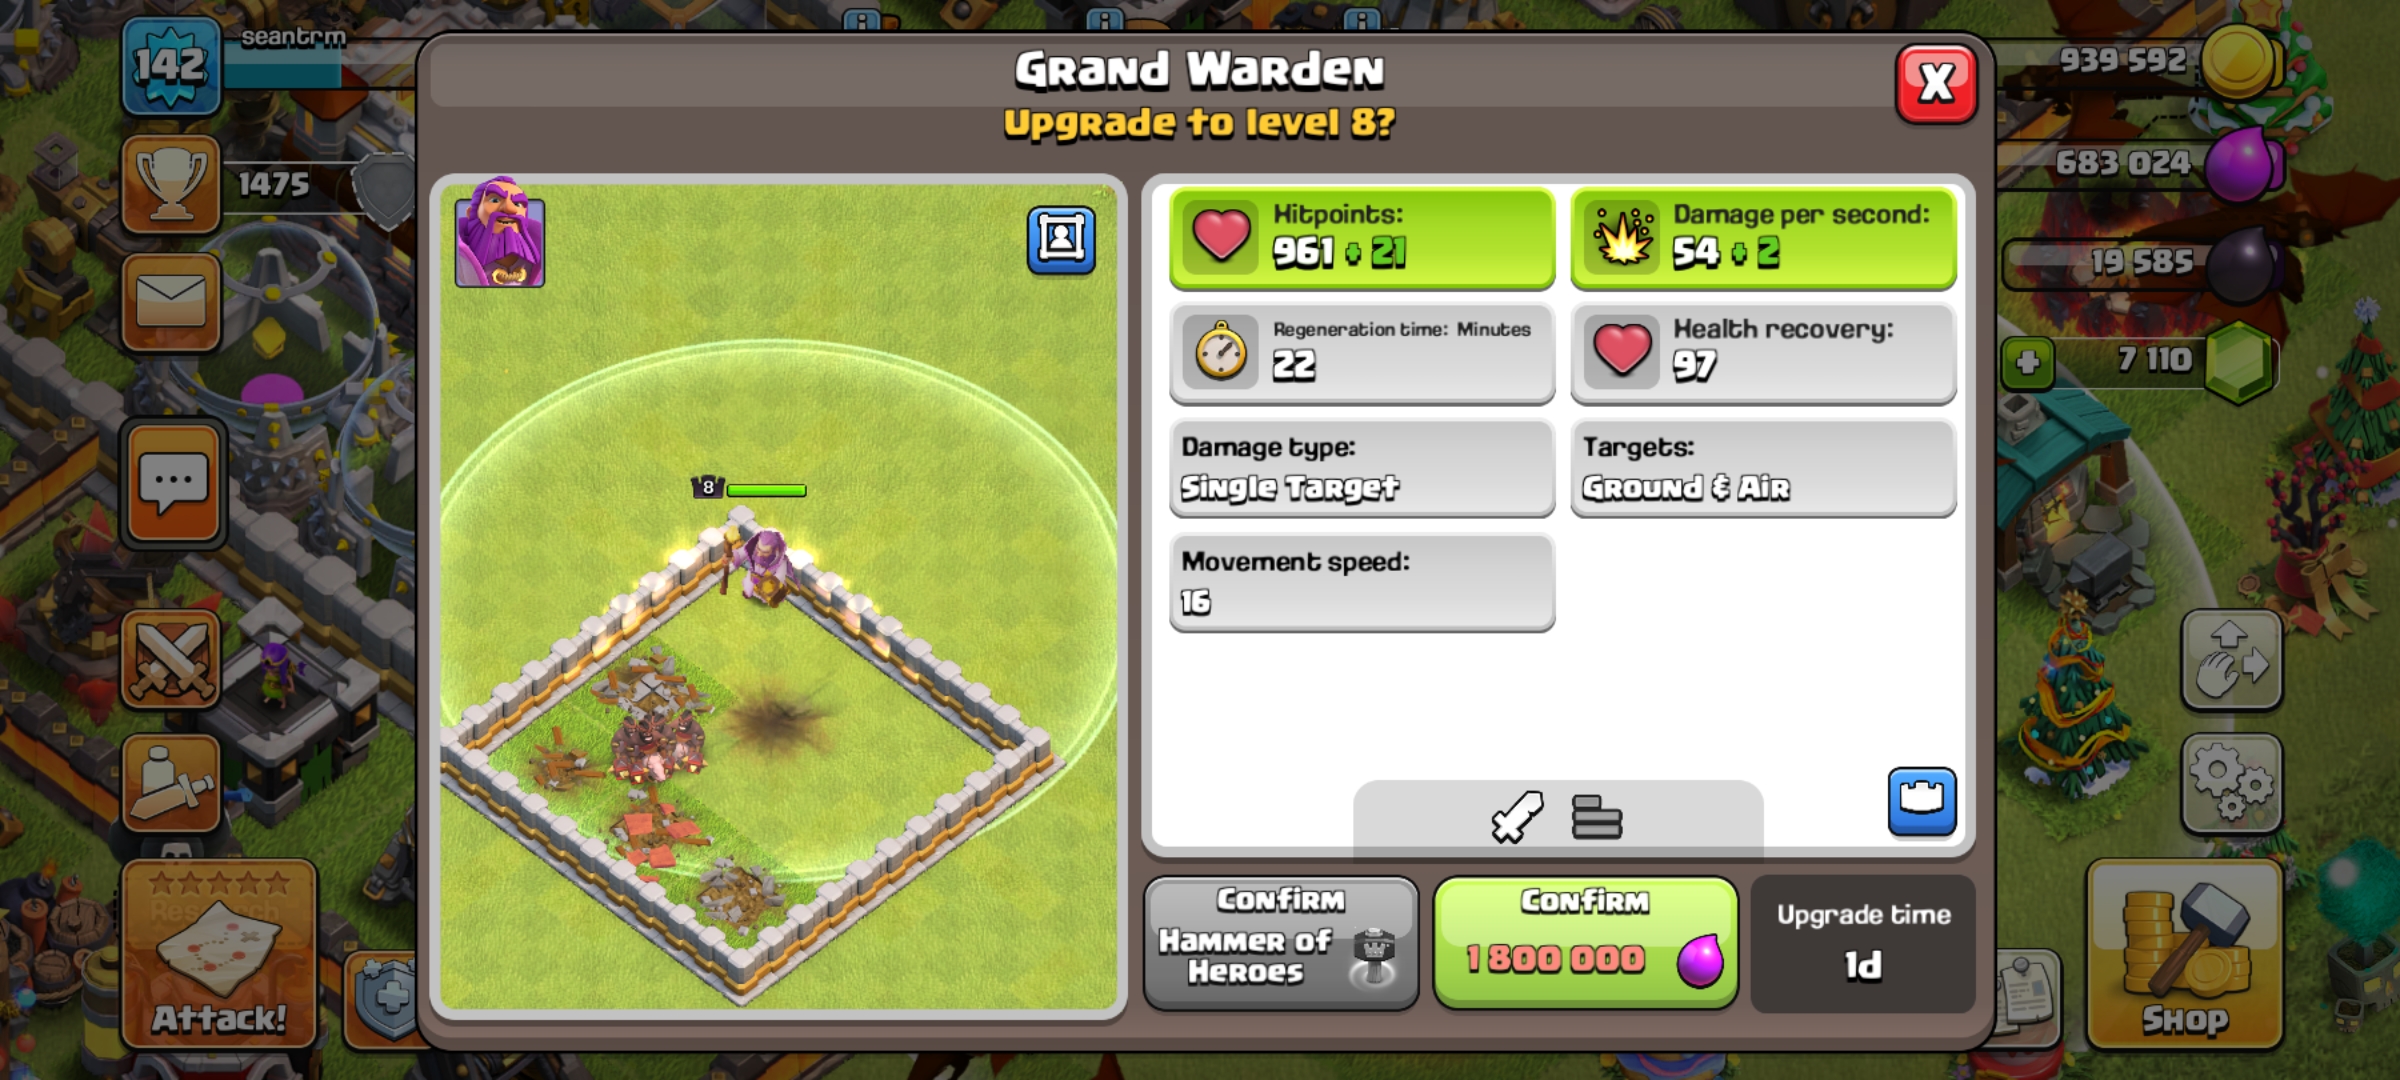 142
seantrm
1475
Grand Warden
Upgrade to level 8?
X
939 592
683 024
19 585
7 110
8
Hitpoints:
961 + 21
Damage per second:
54 + 2
Regeneration time: Minutes
22
Health recovery:
97
Damage type:
Single Target
Targets:
Ground & Air
Movement speed:
16
Confirm
Hammer of
Heroes
Confirm
1 800 000
Upgrade time
1d
Research
Attack!
Shop